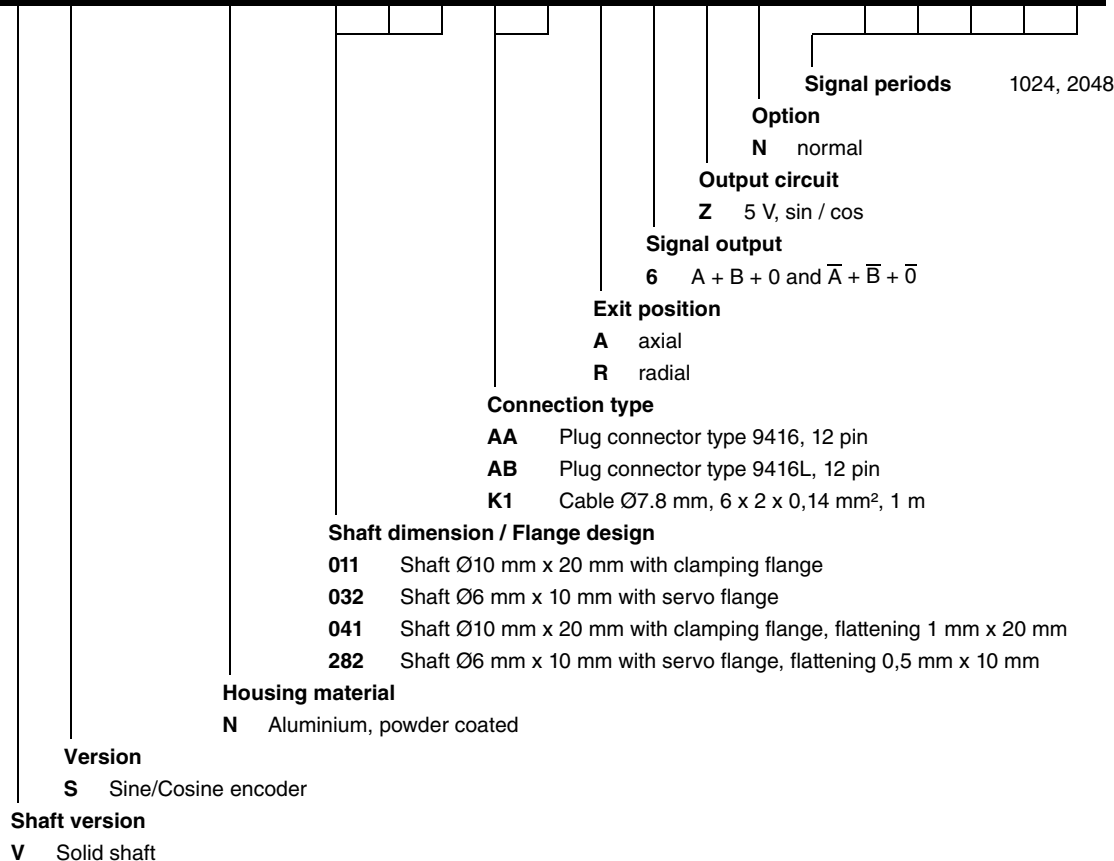 Signal periods 1024, 2048
Option
N normal
Output circuit
Z 5 V, sin / cos
Signal output
6 A + B + 0 and A̅ + B̅ + 0̅
Exit position
A axial
R radial
Connection type
AA Plug connector type 9416, 12 pin
AB Plug connector type 9416L, 12 pin
K1 Cable Ø7.8 mm, 6 x 2 x 0,14 mm², 1 m
Shaft dimension / Flange design
011 Shaft Ø10 mm x 20 mm with clamping flange
032 Shaft Ø6 mm x 10 mm with servo flange
041 Shaft Ø10 mm x 20 mm with clamping flange, flattening 1 mm x 20 mm
282 Shaft Ø6 mm x 10 mm with servo flange, flattening 0,5 mm x 10 mm
Housing material
N Aluminium, powder coated
Version
S Sine/Cosine encoder
Shaft version
V Solid shaft